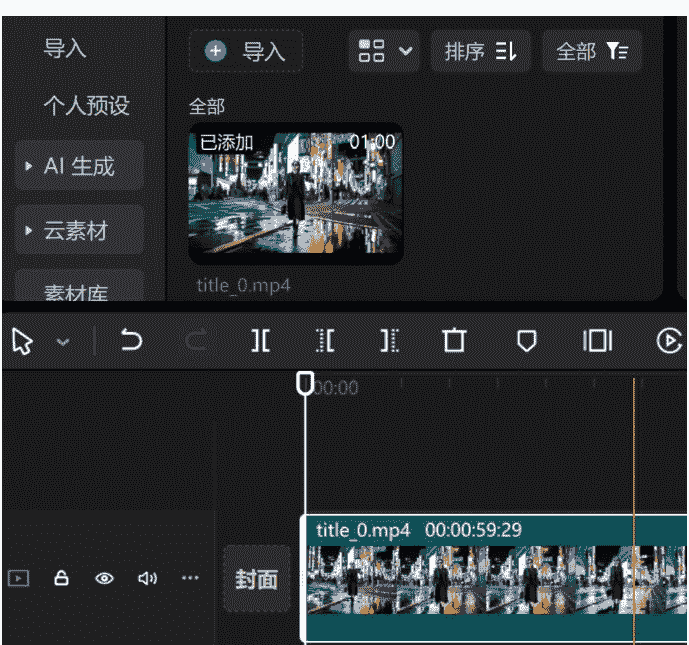 导入
导入
排序
全部
个人预设
全部
AI 生成
已添加
01:00
云素材
素材库
title_0.mp4
00:00
title_0.mp4 00:00:59:29
封面